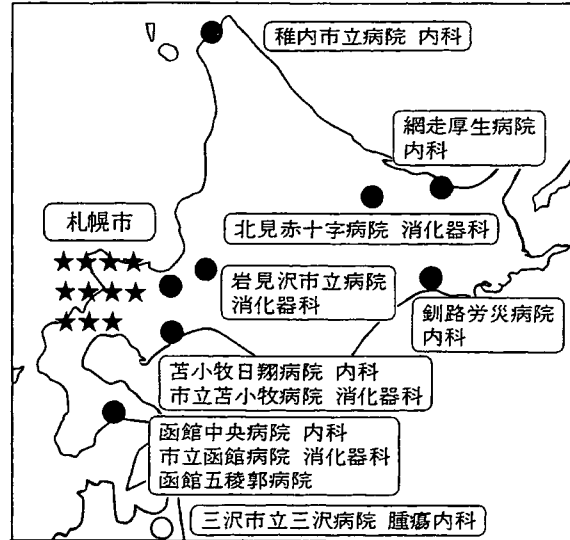 稚内市立病院 内科
網走厚生病院
内科
札幌市
北見赤十字病院 消化器科
岩見沢市立病院
消化器科
釧路労災病院
内科
苫小牧日翔病院 内科
市立苫小牧病院 消化器科
函館中央病院 内科
市立函館病院 消化器科
函館五稜郭病院
三沢市立三沢病院 腫瘍内科